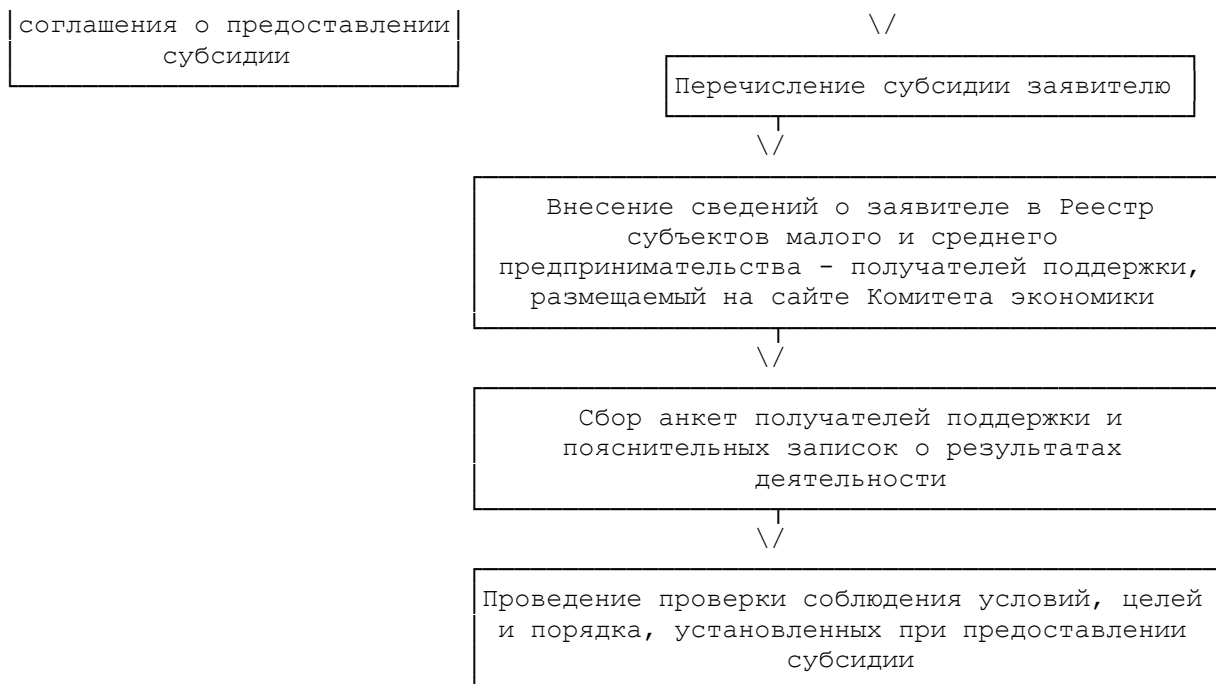 соглашения о предоставлении
субсидии
\/
Перечисление субсидии заявителю
\/
Внесение сведений о заявителе в Реестр
субъектов малого и среднего
предпринимательства - получателей поддержки,
размещаемый на сайте Комитета экономики
\/
Сбор анкет получателей поддержки и
пояснительных записок о результатах
деятельности
\/
Проведение проверки соблюдения условий, целей
и порядка, установленных при предоставлении
субсидии